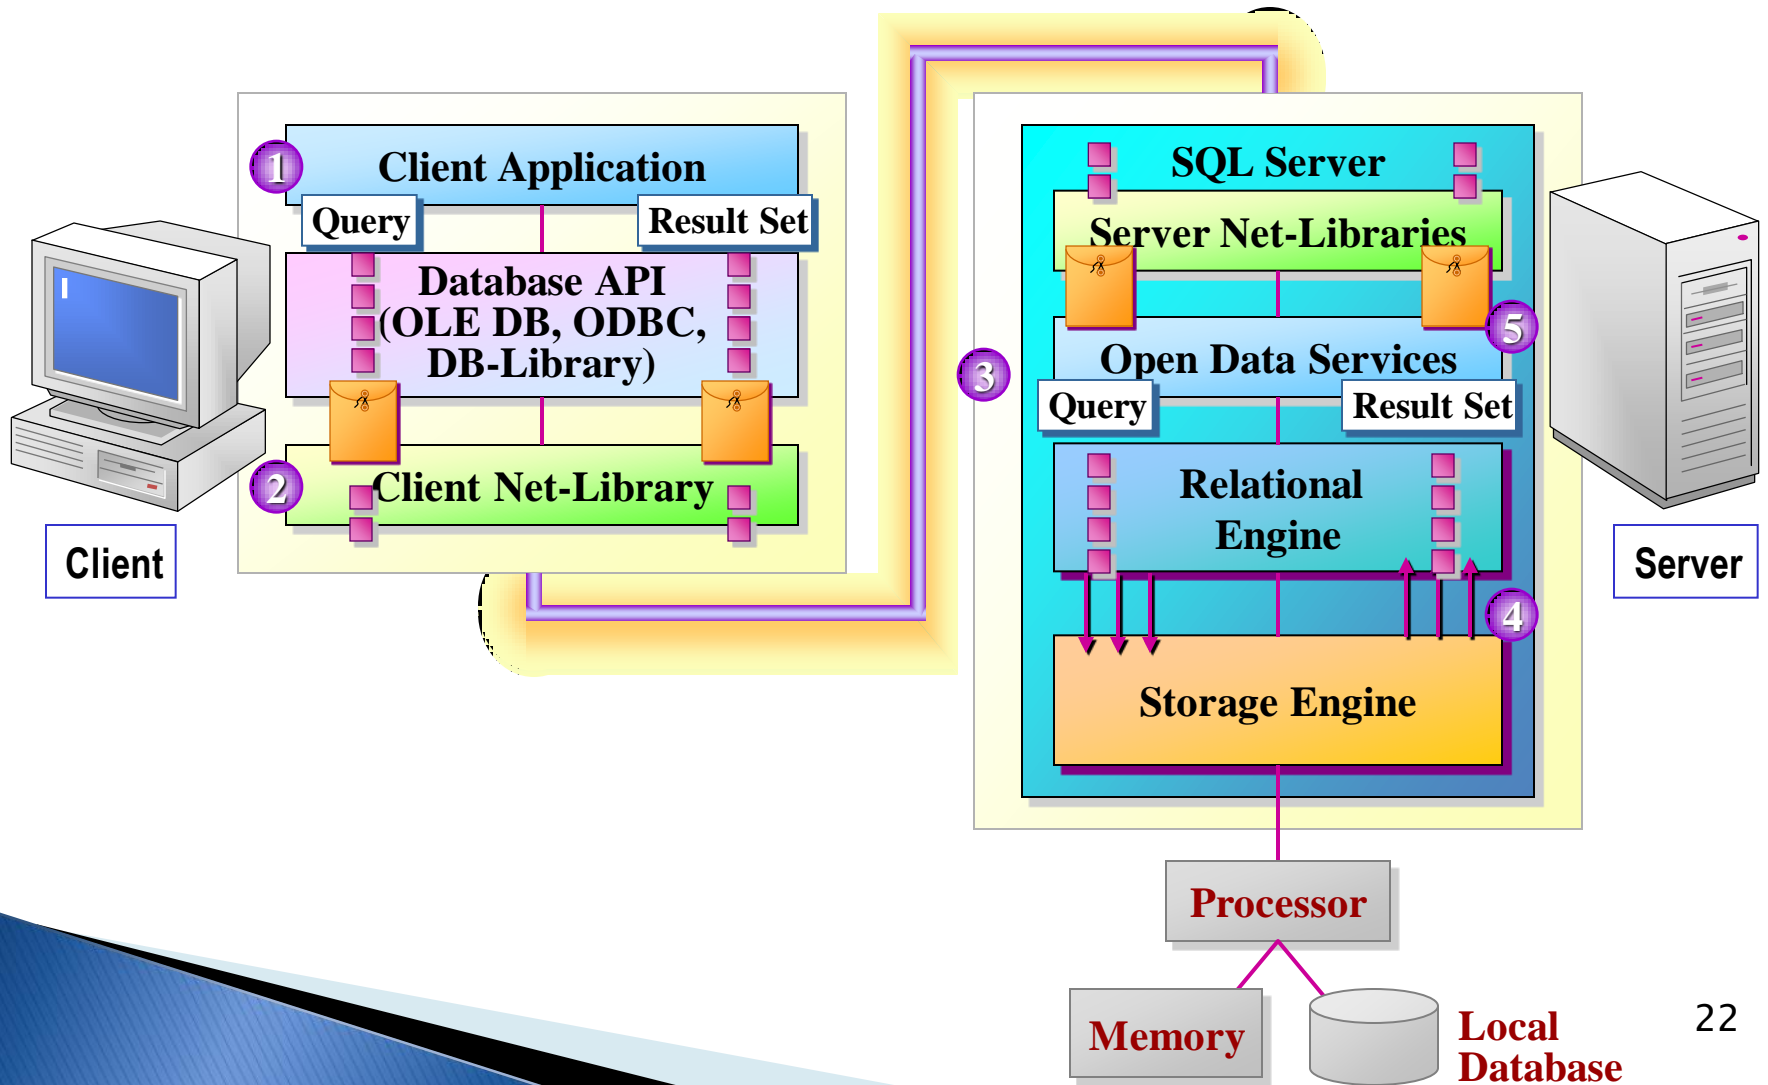 1
Client Application
Query
Result Set
Database API
(OLE DB, ODBC,
DB-Library)
2
Client Net-Library
Client
3
SQL Server
Server Net-Libraries
5
Open Data Services
Query
Result Set
Relational
Engine
4
Storage Engine
Server
Processor
Memory
Local
Database
22